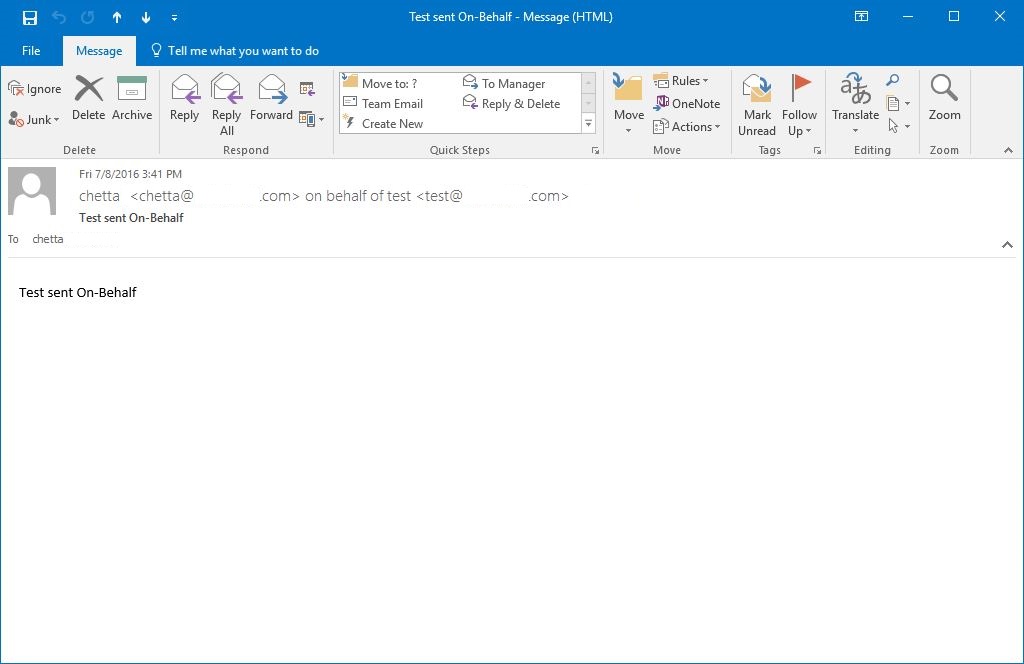 Test sent On-Behalf - Message (HTML)
File Message Tell me what you want to do
Ignore
Junk
Delete
Archive
Delete
Reply
Reply All
Forward
Respond
Move to: ?
Team Email
Create New
To Manager
Reply & Delete
Quick Steps
Move
Rules
OneNote
Actions
Move
Mark Unread
Follow Up
Tags
Translate
Editing
Zoom
Zoom
Fri 7/8/2016 3:41 PM
chetta <chetta@ .com> on behalf of test <test@ .com>
Test sent On-Behalf
To chetta
Test sent On-Behalf